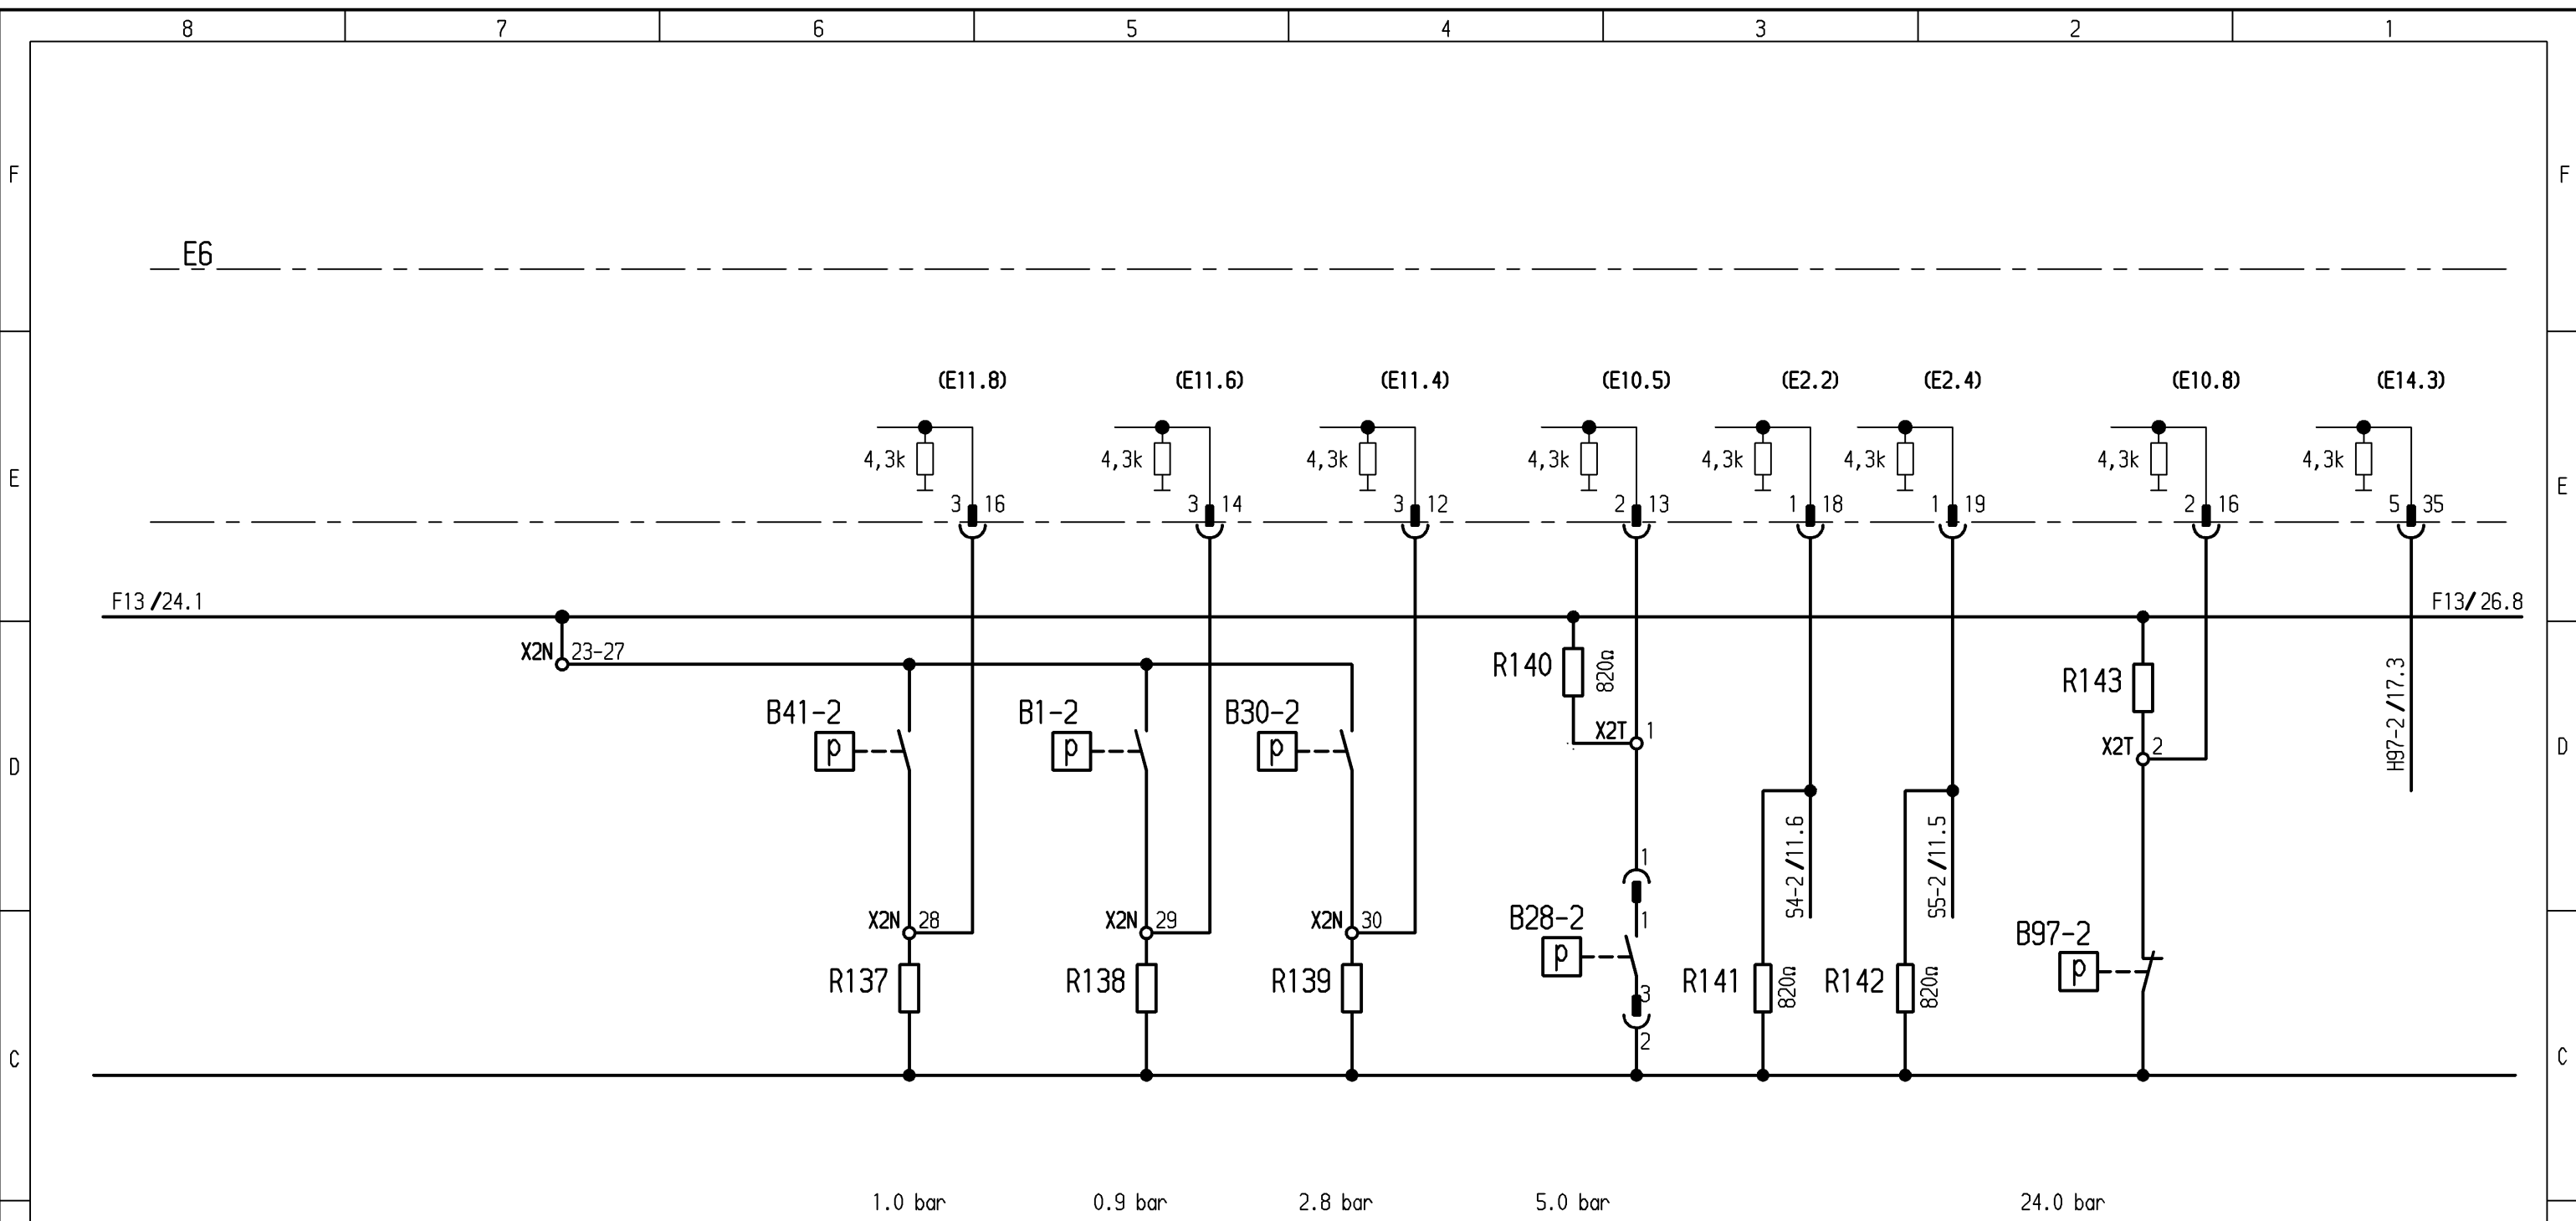 8 7 6 5 4 3 2 1
F F
E6
(E11.8) (E11.6) (E11.4) (E10.5) (E2.2) (E2.4) (E10.8) (E14.3)
4,3k 4,3k 4,3k 4,3k 4,3k 4,3k 4,3k 4,3k
E E
3 16 3 14 3 12 2 13 1 18 1 19 2 16 5 35
F13/24.1 F13/26.8
X2N 23-27
R140 820Ω
R143
H97-2/17.3
B41-2 B1-2 B30-2
X2T 1
X2T 2
p p p
D D
S4-2/11.6
S5-2/11.5
1
X2N 28 X2N 29 X2N 30
B28-2 1
B97-2
p
p
R137 R138 R139
3
R141 820Ω R142 820Ω
2
C C
1.0 bar 0.9 bar 2.8 bar 5.0 bar 24.0 bar